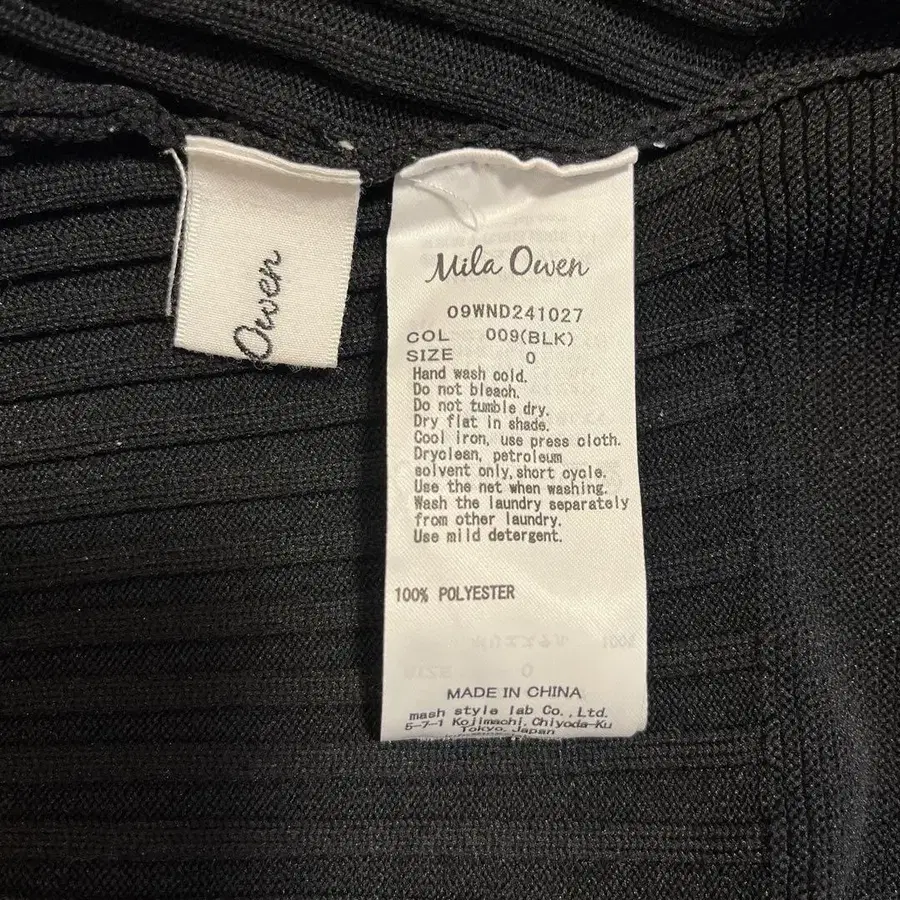 Owen
Mila Owen
09WND241027
COL 009(BLK)
SIZE 0
Hand wash cold.
Do not bleach.
Do not tumble dry.
Dry flat in shade.
Cool iron, use press cloth.
Dryclean, petroleum
solvent only,short cycle.
Use the net when washing.
Wash the laundry separately
from other laundry.
Use mild detergent.
100% POLYESTER
MADE IN CHINA
mash style lab Co.,Ltd.
5-7-1 Kojimachi, Chiyoda-Ku
Tokyo, Japan